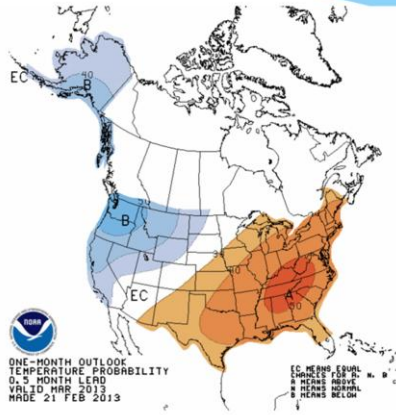 EC
40
B
B
33
40
EC
A
50
NOAA
ONE-MONTH OUTLOOK
TEMPERATURE PROBABILITY
0.5 MONTH LEAD
VALID MAR 2013
MADE 21 FEB 2013
EC MEANS EQUAL
CHANCES FOR A, N, B
A MEANS ABOVE
N MEANS NORMAL
B MEANS BELOW